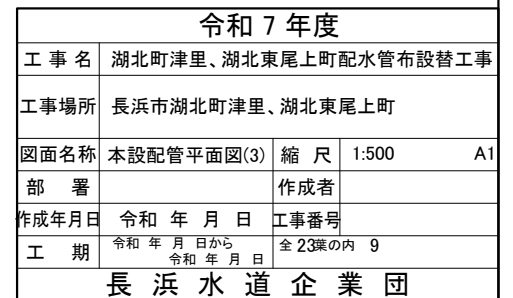 令和 7 年度
工 事 名 湖北町津里、湖北東尾上町配水管布設替工事
工事場所 長浜市湖北町津里、湖北東尾上町
図面名称 本設配管平面図(3) 縮 尺 1:500 A1
部 署 作成者
作成年月日 令和 年 月 日 工事番号
工 期 令和 年 月 日から 全 23葉の内 9
令和 年 月 日
長 浜 水 道 企 業 団